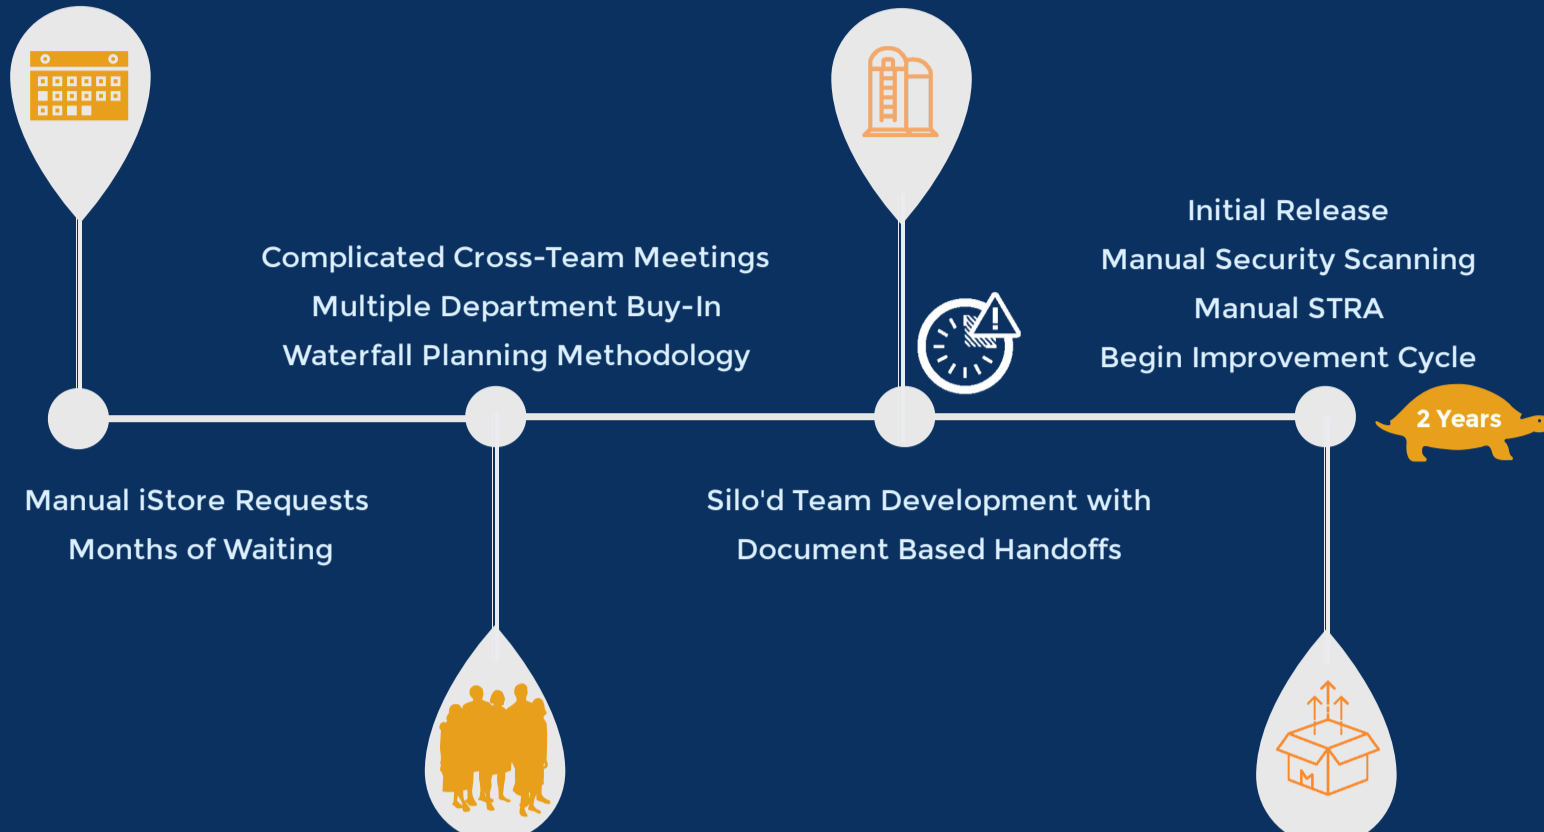 Manual iStore Requests
Months of Waiting
Complicated Cross-Team Meetings
Multiple Department Buy-In
Waterfall Planning Methodology
Silo'd Team Development with
Document Based Handoffs
Initial Release
Manual Security Scanning
Manual STRA
Begin Improvement Cycle
2 Years